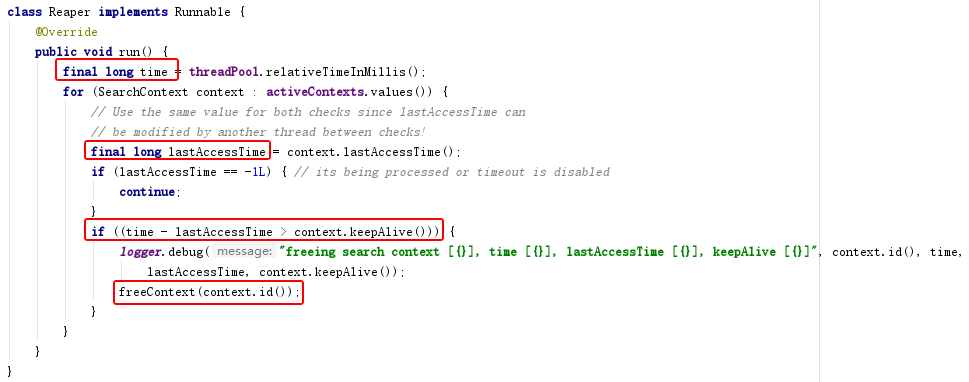 class Reaper implements Runnable {
@Override
public void run() {
final long time = threadPool.relativeTimeInMillis();
for (SearchContext context : activeContexts.values()) {
// Use the same value for both checks since lastAccessTime can
// be modified by another thread between checks!
final long lastAccessTime = context.lastAccessTime();
if (lastAccessTime == -1L) { // its being processed or timeout is disabled
continue;
}
if ((time - lastAccessTime > context.keepAlive())) {
logger.debug( message: "freeing search context [{}], time [{}], lastAccessTime [{}], keepAlive [{}]", context.id(), time,
lastAccessTime, context.keepAlive());
freeContext(context.id());
}
}
}
}